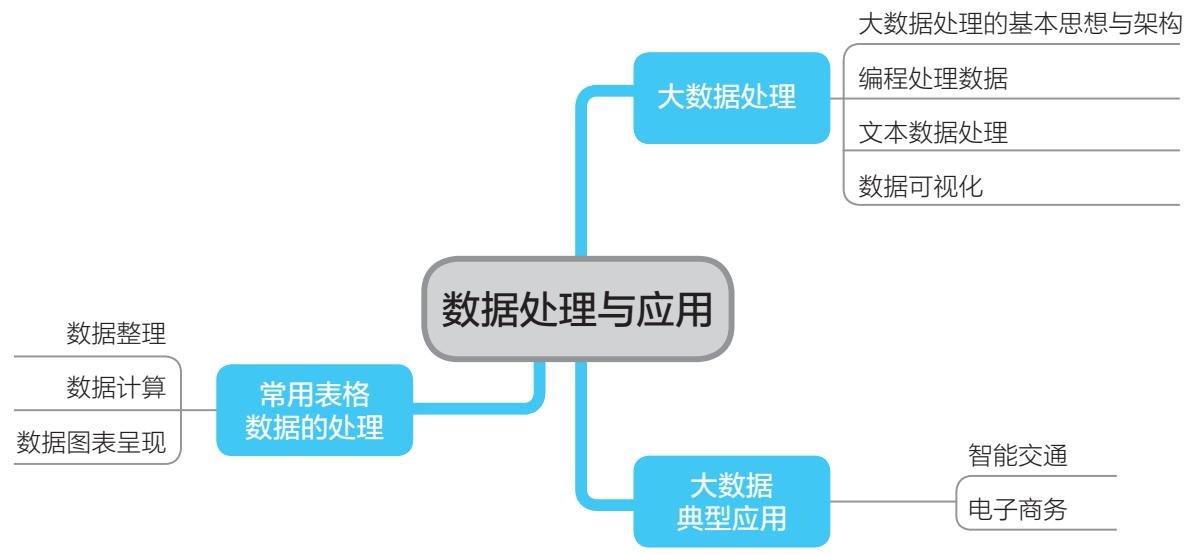 大数据处理的基本思想与架构
大数据处理
编程处理数据
文本数据处理
数据可视化
数据处理与应用
数据整理
数据计算
数据图表呈现
常用表格
数据的处理
大数据
典型应用
智能交通
电子商务